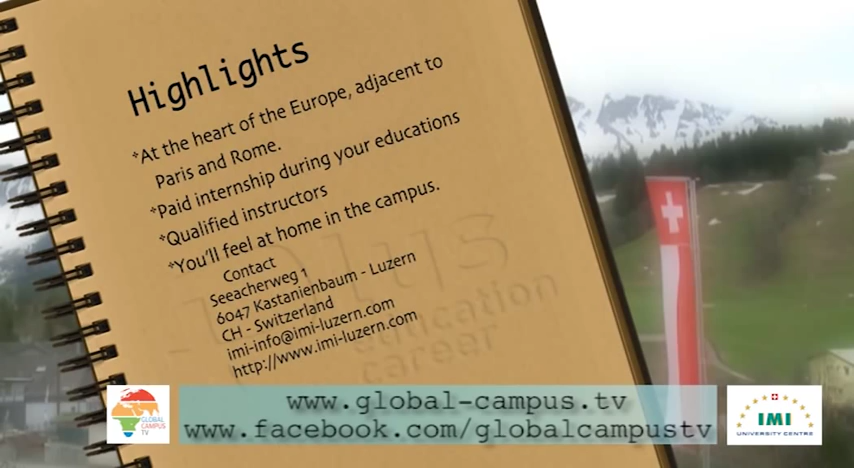 Highlights
*At the heart of the Europe, adjacent to
Paris and Rome.
*Paid internship during your educations
*Qualified instructors
*You'll feel at home in the campus.
Contact
Seeacherweg 1
6047 Kastanienbaum - Luzern
CH - Switzerland
imi-info@imi-luzern.com
http://www.imi-luzern.com
plus
education
career
GLOBAL
CAMPUS
TV
www.global-campus.tv
www.facebook.com/globalcampustv
IMI
UNIVERSITY CENTRE